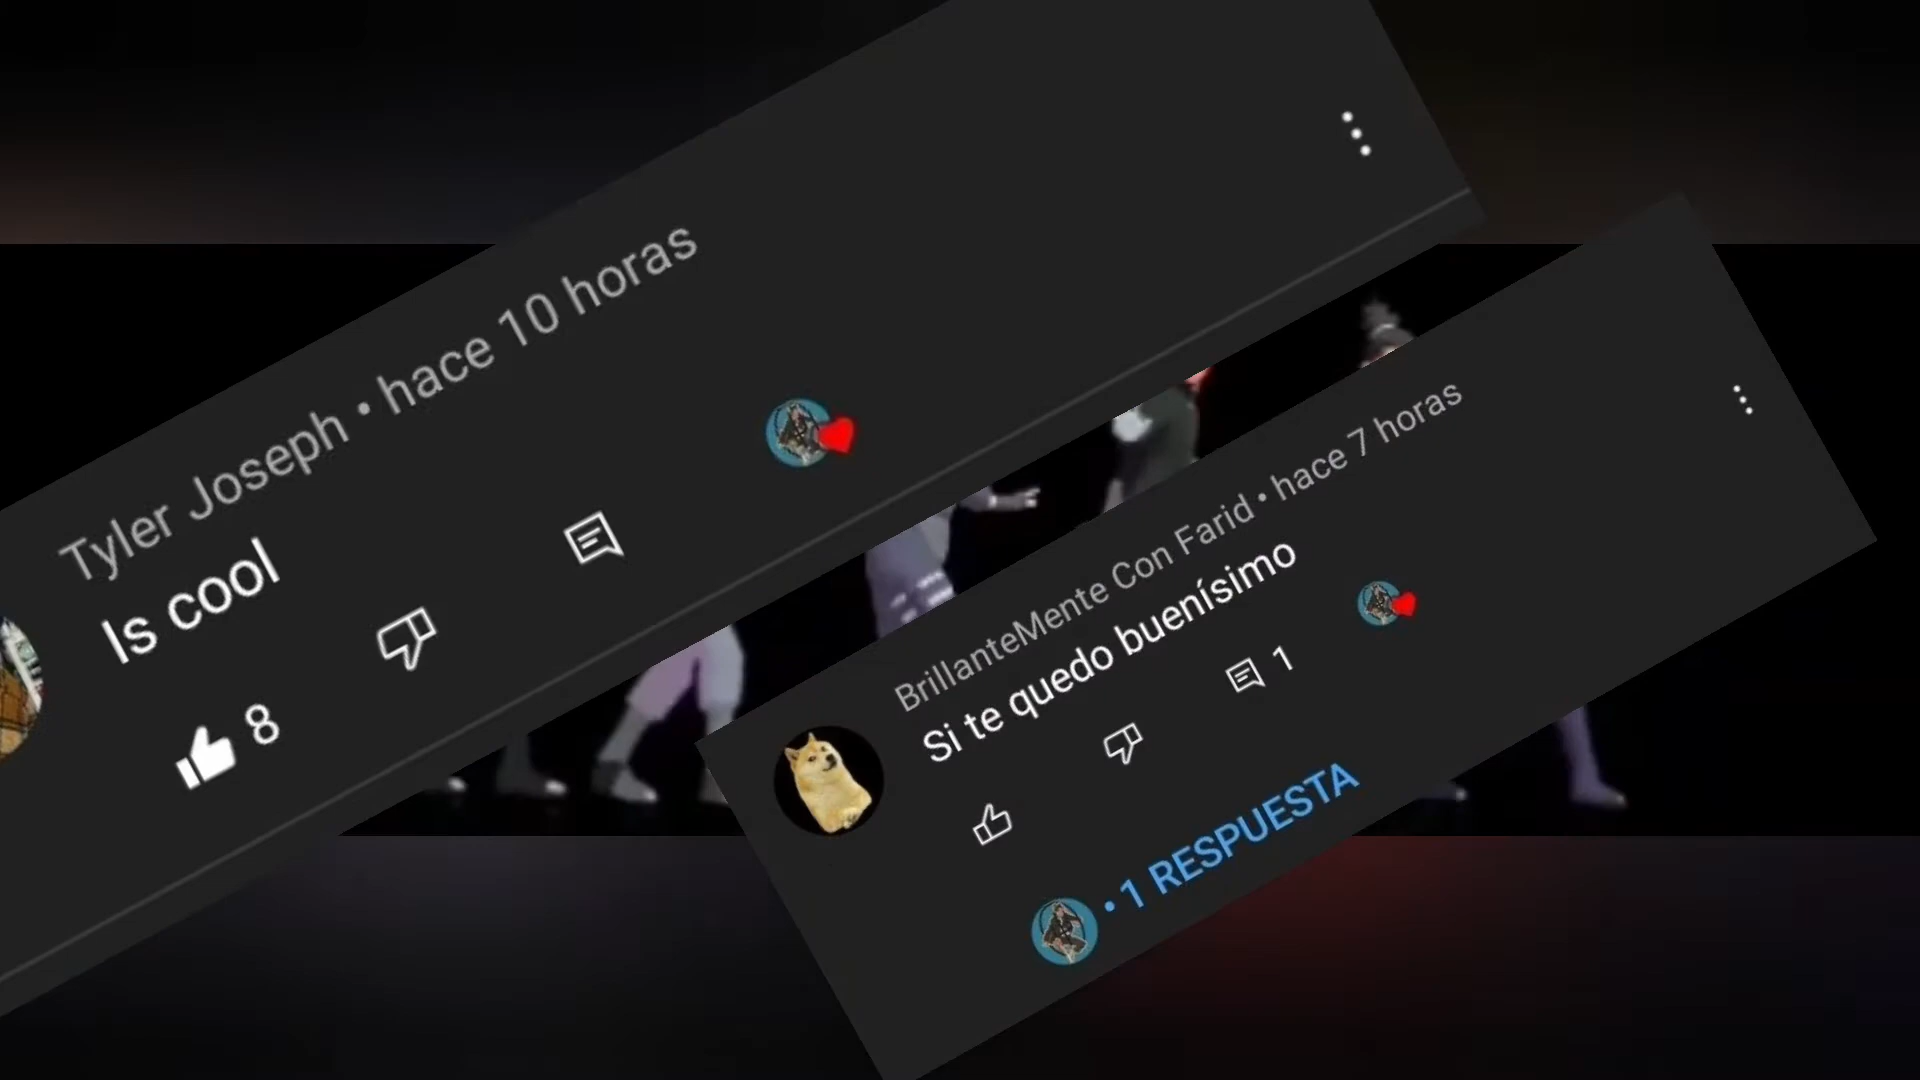 Tyler Joseph • hace 10 horas
Is cool
8
BrillanteMente Con Farid • hace 7 horas
Si te quedo buenísimo
1
• 1 RESPUESTA